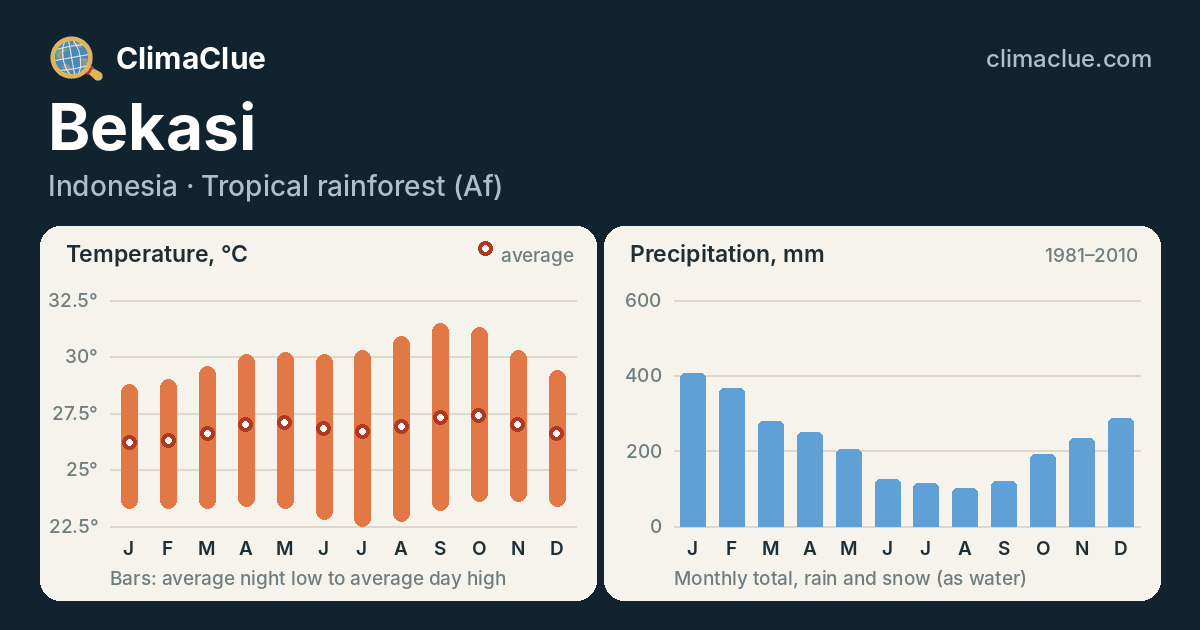 ClimaClue
climaclue.com
Bekasi
Indonesia · Tropical rainforest (Af)
Temperature, °C
average
32.5°
30°
27.5°
25°
22.5°
J F M A M J J A S O N D
Bars: average night low to average day high
Precipitation, mm
1981–2010
600
400
200
0
J F M A M J J A S O N D
Monthly total, rain and snow (as water)